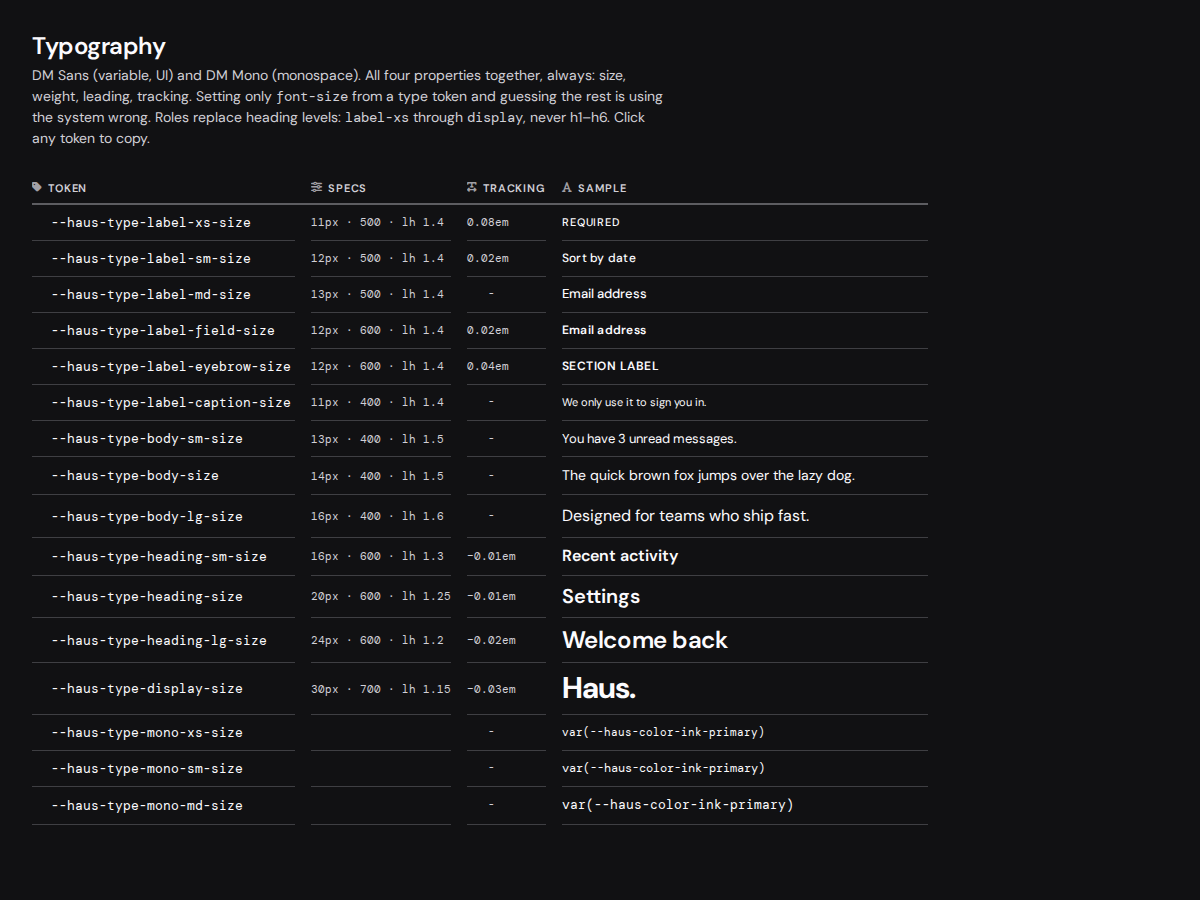 Typography
DM Sans (variable, UI) and DM Mono (monospace). All four properties together, always: size,
weight, leading, tracking. Setting only font-size from a type token and guessing the rest is using
the system wrong. Roles replace heading levels: label-xs through display, never h1–h6. Click
any token to copy.
TOKEN SPECS TRACKING SAMPLE
--haus-type-label-xs-size 11px · 500 · lh 1.4 0.08em REQUIRED
--haus-type-label-sm-size 12px · 500 · lh 1.4 0.02em Sort by date
--haus-type-label-md-size 13px · 500 · lh 1.4 - Email address
--haus-type-label-field-size 12px · 600 · lh 1.4 0.02em Email address
--haus-type-label-eyebrow-size 12px · 600 · lh 1.4 0.04em SECTION LABEL
--haus-type-label-caption-size 11px · 400 · lh 1.4 - We only use it to sign you in.
--haus-type-body-sm-size 13px · 400 · lh 1.5 - You have 3 unread messages.
--haus-type-body-size 14px · 400 · lh 1.5 - The quick brown fox jumps over the lazy dog.
--haus-type-body-lg-size 16px · 400 · lh 1.6 - Designed for teams who ship fast.
--haus-type-heading-sm-size 16px · 600 · lh 1.3 -0.01em Recent activity
--haus-type-heading-size 20px · 600 · lh 1.25 -0.01em Settings
--haus-type-heading-lg-size 24px · 600 · lh 1.2 -0.02em Welcome back
--haus-type-display-size 30px · 700 · lh 1.15 -0.03em Haus.
--haus-type-mono-xs-size - var(--haus-color-ink-primary)
--haus-type-mono-sm-size - var(--haus-color-ink-primary)
--haus-type-mono-md-size - var(--haus-color-ink-primary)